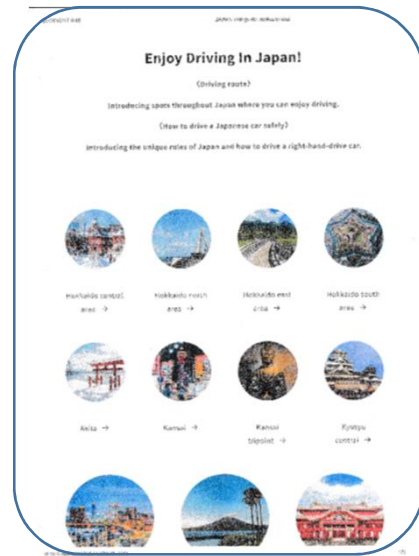 Enjoy Driving In Japan!
(Driving route)
Introducing spots throughout Japan where you can enjoy driving.
(How to drive a Japanese car safely)
Introducing the unique rules of Japan and how to drive a right-hand-drive car.
Hokkaido central Hokkaido north Hokkaido east Hokkaido south
area → area → area → area →
Kansai → Kansai
→ central →